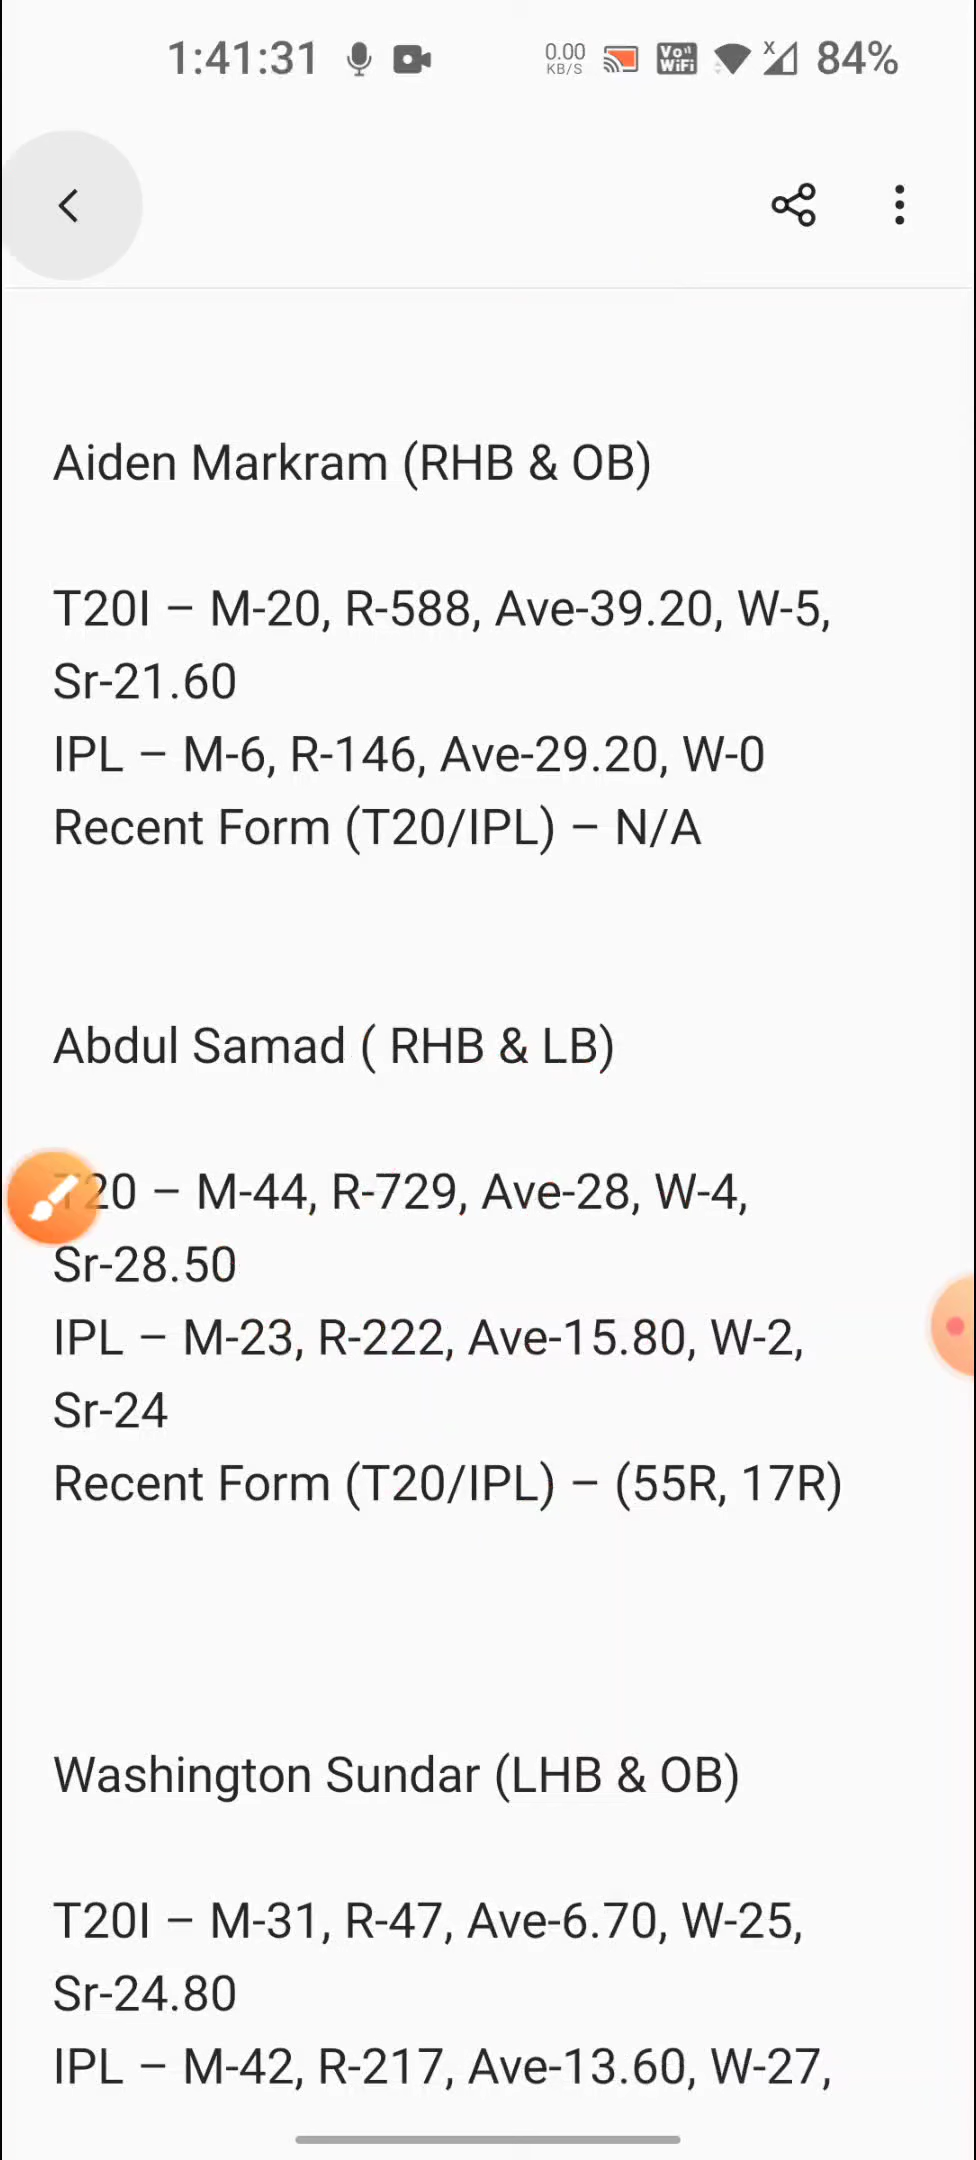 1:41:31 0.00 KB/S Vo)) WiFi X 84%
Aiden Markram (RHB & OB)
T20I – M-20, R-588, Ave-39.20, W-5,
Sr-21.60
IPL – M-6, R-146, Ave-29.20, W-0
Recent Form (T20/IPL) – N/A
Abdul Samad ( RHB & LB)
T20 – M-44, R-729, Ave-28, W-4,
Sr-28.50
IPL – M-23, R-222, Ave-15.80, W-2,
Sr-24
Recent Form (T20/IPL) – (55R, 17R)
Washington Sundar (LHB & OB)
T20I – M-31, R-47, Ave-6.70, W-25,
Sr-24.80
IPL – M-42, R-217, Ave-13.60, W-27,